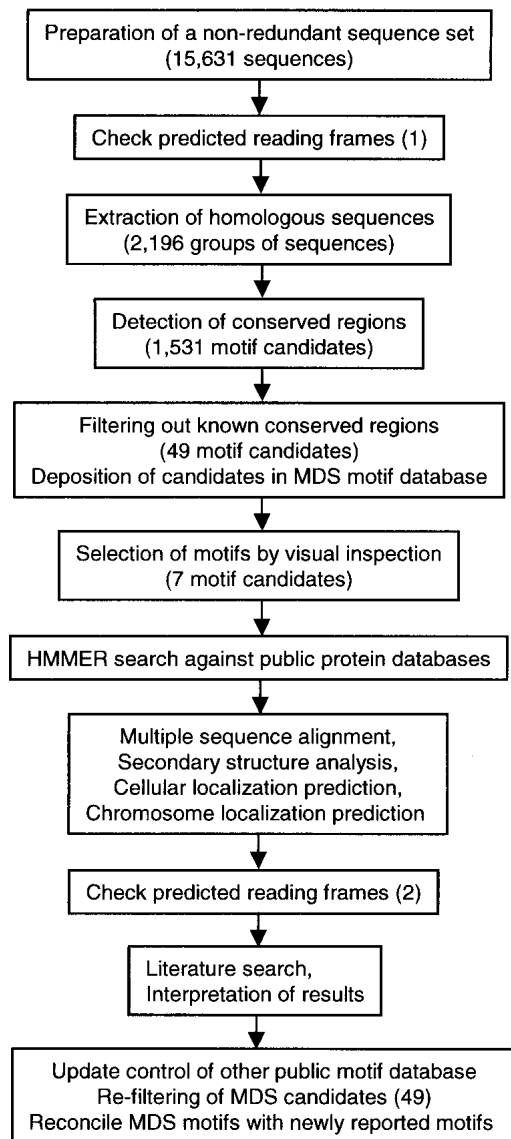 Preparation of a non-redundant sequence set
(15,631 sequences)
Check predicted reading frames (1)
Extraction of homologous sequences
(2,196 groups of sequences)
Detection of conserved regions
(1,531 motif candidates)
Filtering out known conserved regions
(49 motif candidates)
Deposition of candidates in MDS motif database
Selection of motifs by visual inspection
(7 motif candidates)
HMMER search against public protein databases
Multiple sequence alignment,
Secondary structure analysis,
Cellular localization prediction,
Chromosome localization prediction
Check predicted reading frames (2)
Literature search,
Interpretation of results
Update control of other public motif database
Re-filtering of MDS candidates (49)
Reconcile MDS motifs with newly reported motifs